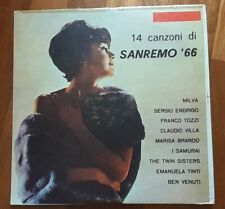 14 canzoni di
SANREMO '66
MILVA
SERGIO ENDRIGO
FRANCO TOZZI
CLAUDIO VILLA
MARISA BRANDO
I SAMURAI
THE TWIN SISTERS
EMANUELA TINTI
BEN VENUTI